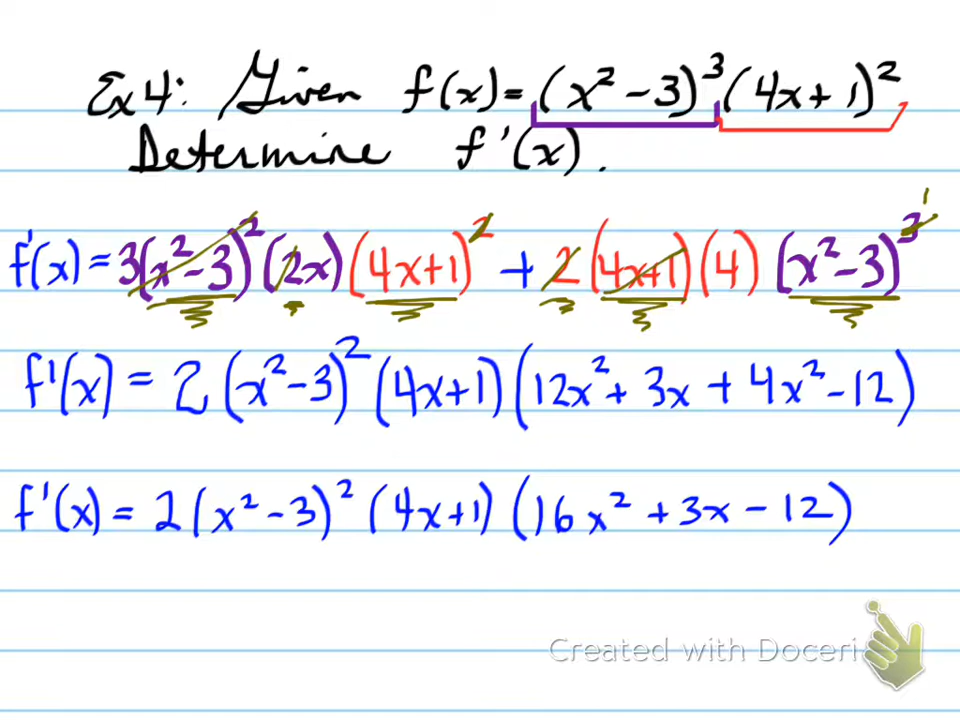 Ex4: Given f(x)=(x²-3)³(4x+1)²
Determine f'(x).
f'(x)=3(x²-3)²(2x)(4x+1)² + 2(4x+1)(4)(x²-3)³ 1
f'(x) = 2(x²-3)²(4x+1)(12x²+3x+4x²-12)
f'(x) = 2(x²-3)²(4x+1)(16x²+3x-12)
Created with Doceri